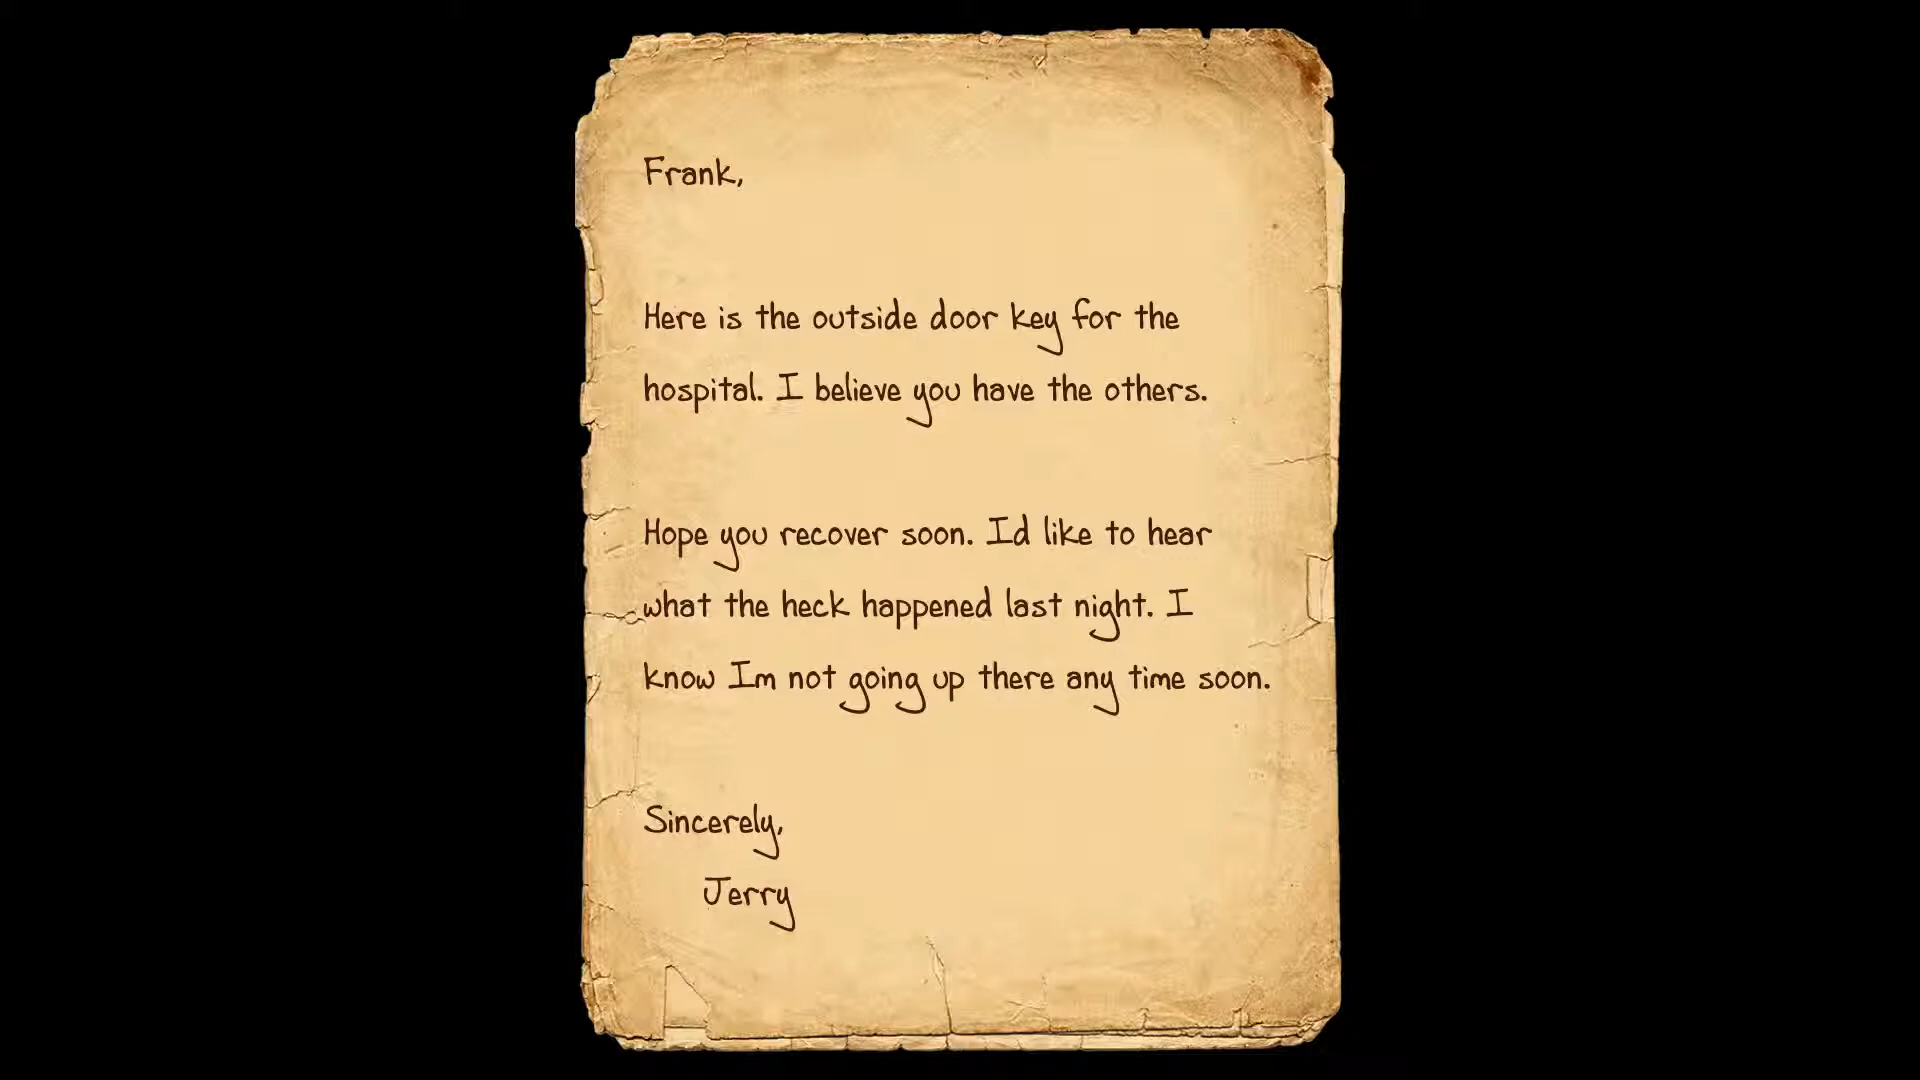 Frank,
Here is the outside door key for the
hospital. I believe you have the others.
Hope you recover soon. Id like to hear
what the heck happened last night. I
know Im not going up there any time soon.
Sincerely,
Jerry